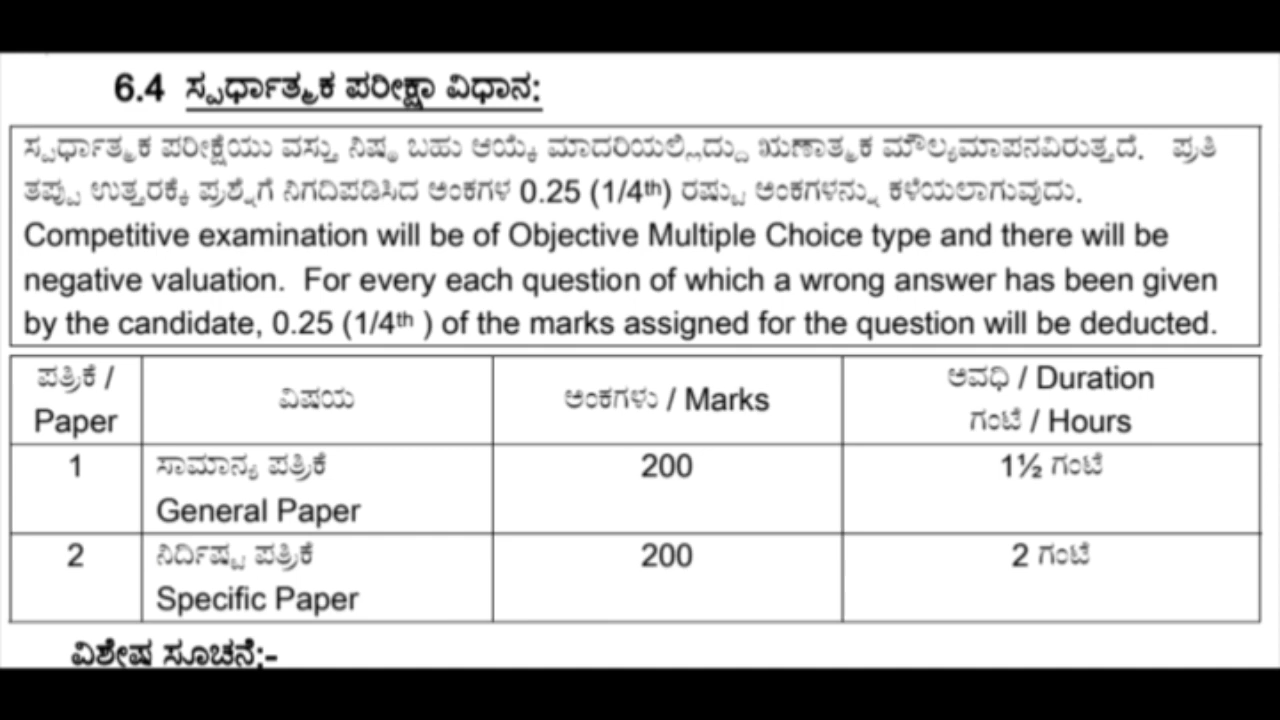 6.4 ಸ್ಪರ್ಧಾತ್ಮಕ ಪರೀಕ್ಷಾ ವಿಧಾನ:
ಸ್ಪರ್ಧಾತ್ಮಕ ಪರೀಕ್ಷೆಯು ವಸ್ತು ನಿಷ್ಠ ಬಹು ಆಯ್ಕೆ ಮಾದರಿಯಲ್ಲಿದ್ದು ಋಣಾತ್ಮಕ ಮೌಲ್ಯಮಾಪನವಿರುತ್ತದೆ. ಪ್ರತಿ
ತಪ್ಪು ಉತ್ತರಕ್ಕೆ ಪ್ರಶ್ನೆಗೆ ನಿಗದಿಪಡಿಸಿದ ಅಂಕಗಳ 0.25 (1/4th) ರಷ್ಟು ಅಂಕಗಳನ್ನು ಕಳೆಯಲಾಗುವುದು.
Competitive examination will be of Objective Multiple Choice type and there will be
negative valuation. For every each question of which a wrong answer has been given
by the candidate, 0.25 (1/4th ) of the marks assigned for the question will be deducted.
ಪತ್ರಿಕೆ /
Paper
ವಿಷಯ
ಅಂಕಗಳು / Marks
ಅವಧಿ / Duration
ಗಂಟೆ / Hours
1
ಸಾಮಾನ್ಯ ಪತ್ರಿಕೆ
General Paper
200
1½ ಗಂಟೆ
2
ನಿರ್ದಿಷ್ಟ ಪತ್ರಿಕೆ
Specific Paper
200
2 ಗಂಟೆ
ವಿಶೇಷ ಸೂಚನೆ:-